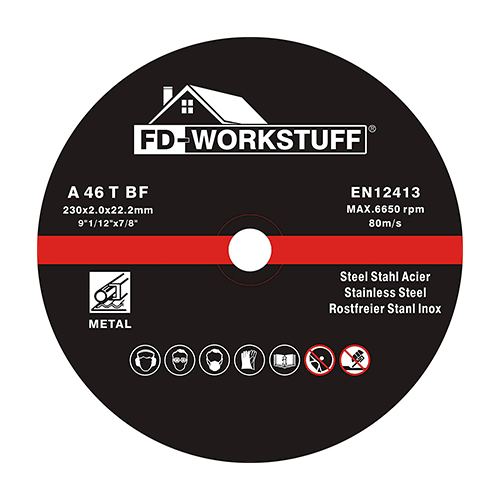 FD-WORKSTUFF®
A 46 T BF
230x2.0x22.2mm
9"1/12"x7/8"
EN12413
MAX.6650 rpm
80m/s
Steel Stahl Acier
Stainless Steel
Rostfreier Stanl Inox
METAL